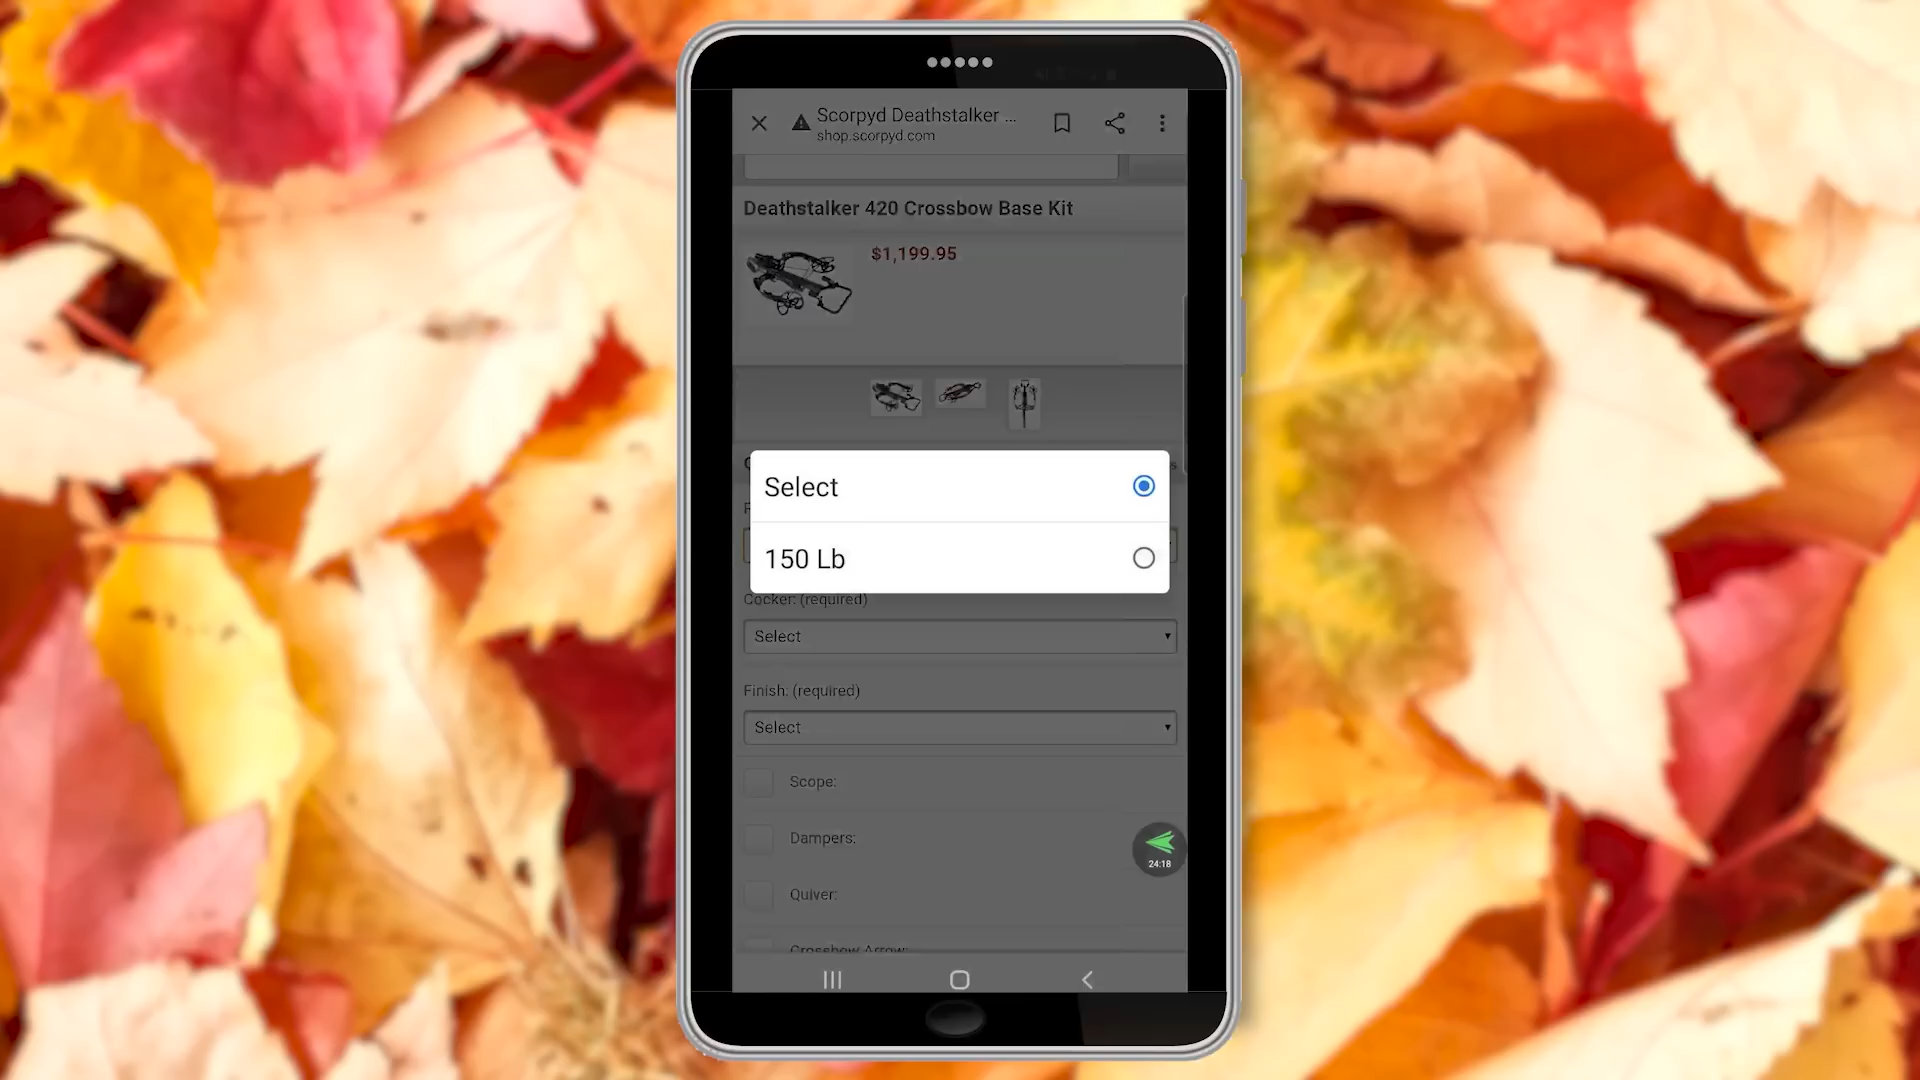 Scorpyd Deathstalker ...
shop.scorpyd.com
Deathstalker 420 Crossbow Base Kit
$1,199.95
Select
150 Lb
Cocker: (required)
Select
Finish: (required)
Select
Scope:
Dampers:
24:18
Quiver:
Crossbow Arrow: